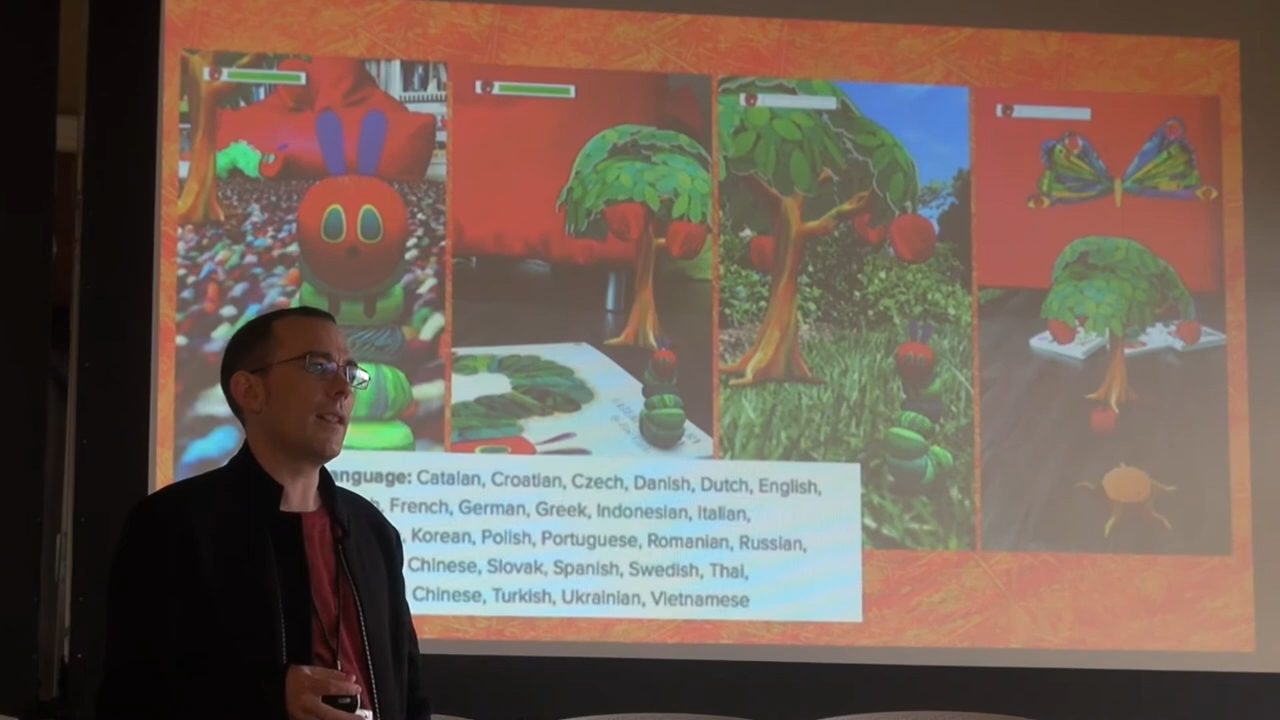 nguage: Catalan, Croatian, Czech, Danish, Dutch, English,
French, German, Greek, Indonesian, Italian,
Korean, Polish, Portuguese, Romanian, Russian,
Chinese, Slovak, Spanish, Swedish, Thai,
Chinese, Turkish, Ukrainian, Vietnamese